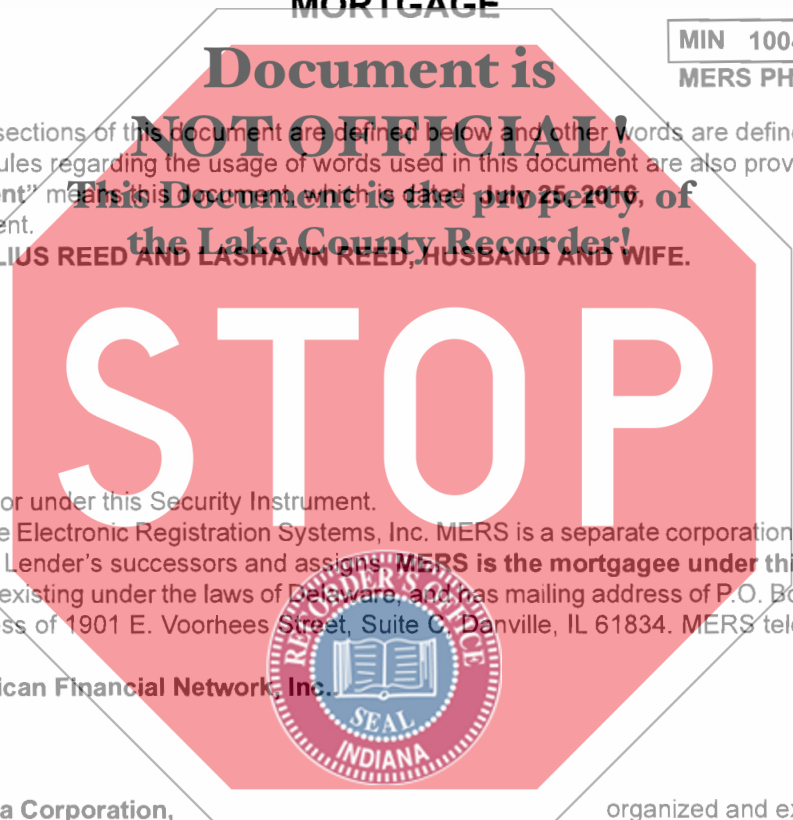 MORTGAGE
MIN 100
MERS PH
Document is
NOT OFFICIAL!
This Document is the property of
the Lake County Recorder!
sections of this document are defined below and other words are define
ules regarding the usage of words used in this document are also prov
ent” means this document, which is dated July 25, 2016,
ent.
LIUS REED AND LASHAWN REED, HUSBAND AND WIFE.
STOP
or under this Security Instrument.
e Electronic Registration Systems, Inc. MERS is a separate corporation
Lender's successors and assigns. MERS is the mortgagee under thi
existing under the laws of Delaware, and has mailing address of P.O. Bo
ess of 1901 E. Voorhees Street, Suite C, Danville, IL 61834. MERS tel
ican Financial Network, Inc..
RECORDER'S OFFICE
SEAL
INDIANA
a Corporation,
organized and ex